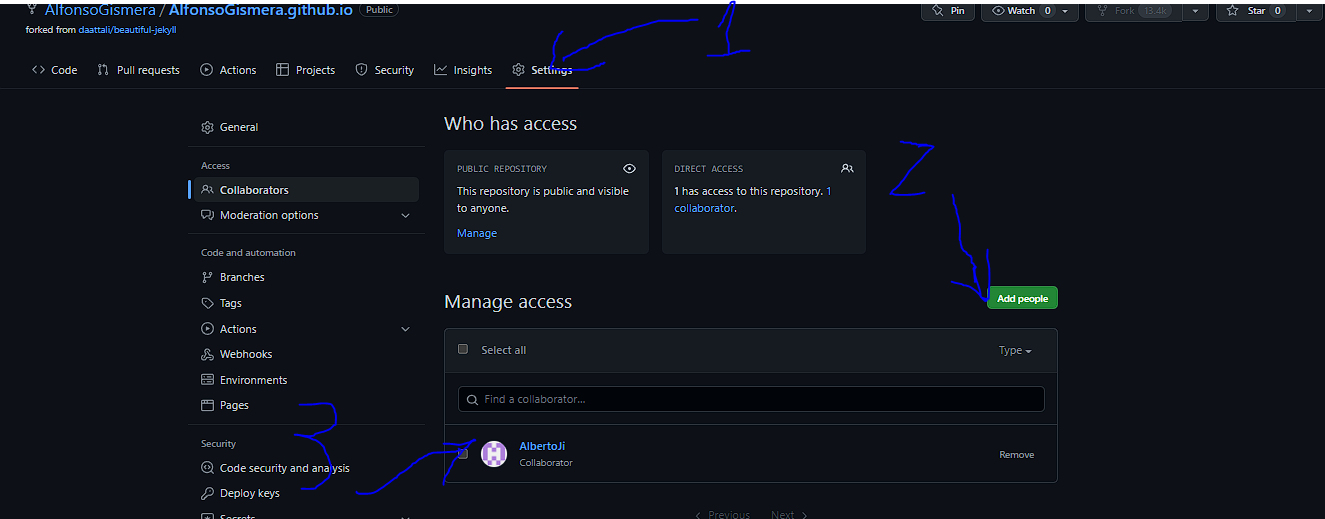 AlfonsoGismera / AlfonsoGismera.github.io Public
Pin Watch 0 Fork 13.4k Star 0
forked from daattali/beautiful-jekyll
1
Code Pull requests Actions Projects Security Insights Settings
General
Access
Collaborators
Moderation options
Code and automation
Branches
Tags
Actions
Webhooks
Environments
Pages
Security
Code security and analysis
Deploy keys
Secrets
3
Who has access
PUBLIC REPOSITORY
This repository is public and visible
to anyone.
Manage
DIRECT ACCESS
1 has access to this repository. 1
collaborator.
2
Manage access
Add people
Select all
Type
Find a collaborator...
AlbertoJi
Collaborator
Remove
Previous Next